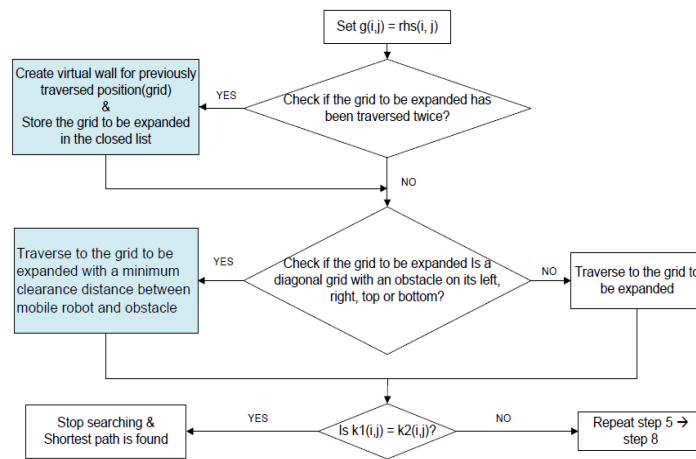 Set g(i,j) = rhs(i, j)
Create virtual wall for previously
traversed position(grid)
&
Store the grid to be expanded
in the closed list
YES
Check if the grid to be expanded has
been traversed twice?
NO
Traverse to the grid to be
expanded with a minimum
clearance distance between
mobile robot and obstacle
YES
Check if the grid to be expanded Is a
diagonal grid with an obstacle on its left,
right, top or bottom?
NO
Traverse to the grid to
be expanded
Stop searching &
Shortest path is found
YES
Is k1(i,j) = k2(i,j)?
NO
Repeat step 5 →
step 8